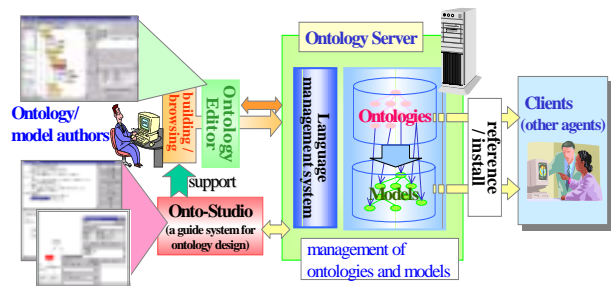 Ontology Server
Ontology/
model authors
building/
browsing
Ontology
Editor
Language
management system
Ontologies
Models
reference
/ install
Clients
(other agents)
support
Onto-Studio
(a guide system for
ontology design)
management of
ontologies and models